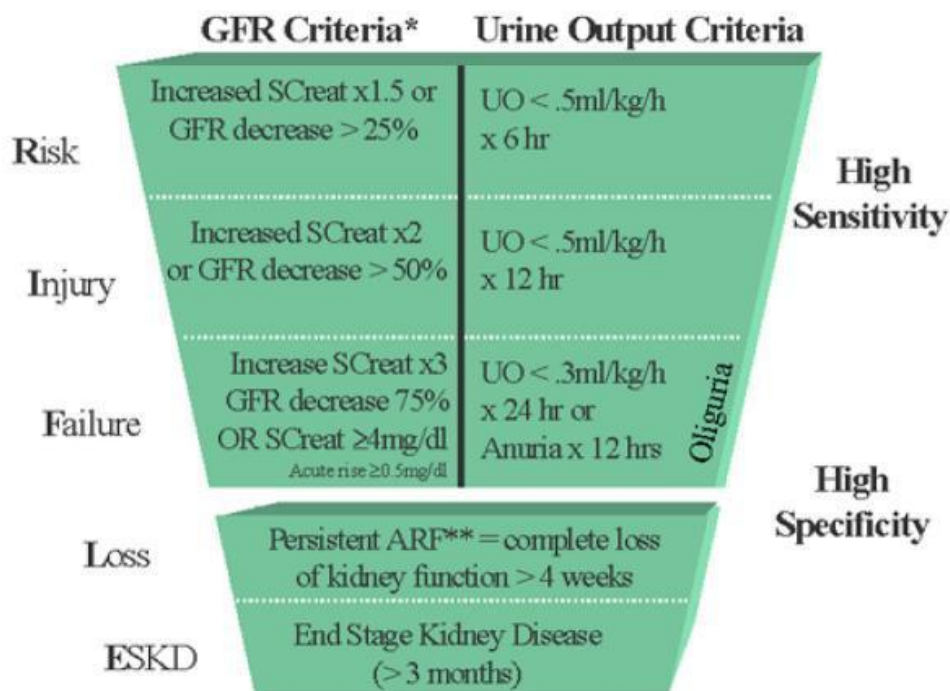 GFR Criteria*
Urine Output Criteria
Risk
Increased SCreat x1.5 or
GFR decrease > 25%
UO < .5ml/kg/h
x 6 hr
High
Sensitivity
Injury
Increased SCreat x2
or GFR decrease > 50%
UO < .5ml/kg/h
x 12 hr
Failure
Increase SCreat x3
GFR decrease 75%
OR SCreat ≥4mg/dl
Acute rise ≥0.5mg/dl
UO < .3ml/kg/h
x 24 hr or
Anuria x 12 hrs
Oliguria
High
Specificity
Loss
Persistent ARF** = complete loss
of kidney function > 4 weeks
ESKD
End Stage Kidney Disease
(> 3 months)